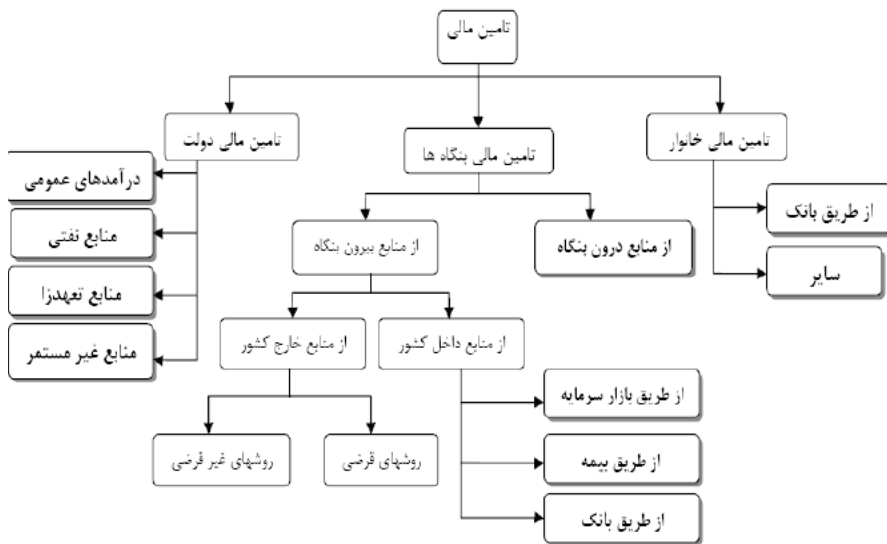 تامین مالی
تامین مالی خانوار
تامین مالی بنگاه ها
تامین مالی دولت
از طریق بانک
سایر
از منابع درون بنگاه
از منابع بیرون بنگاه
درآمدهای عمومی
منابع نفتی
منابع تعهدزا
منابع غیر مستمر
از منابع داخل کشور
از منابع خارج کشور
از طریق بازار سرمایه
از طریق بیمه
از طریق بانک
روشهای قرضی
روشهای غیر قرضی